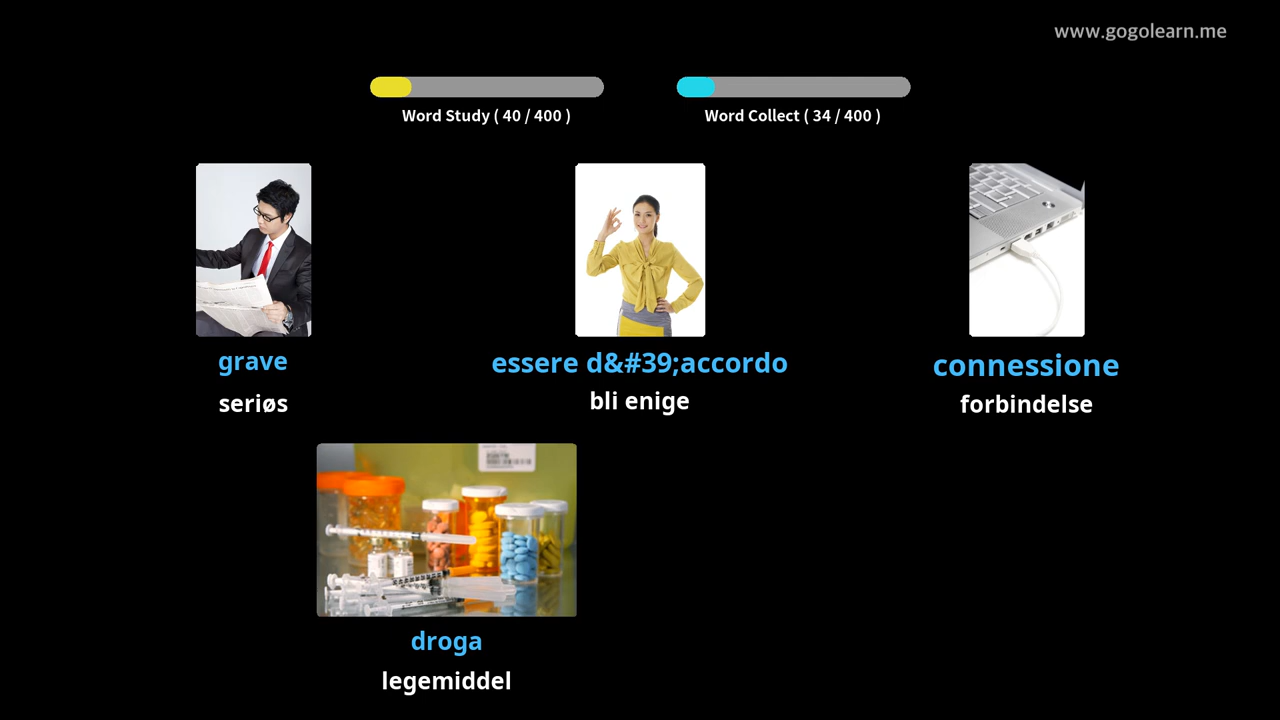 www.gogolearn.me
Word Study ( 40 / 400 )
Word Collect ( 34 / 400 )
grave
essere d&#39;accordo
connessione
seriøs
bli enige
forbindelse
droga
legemiddel